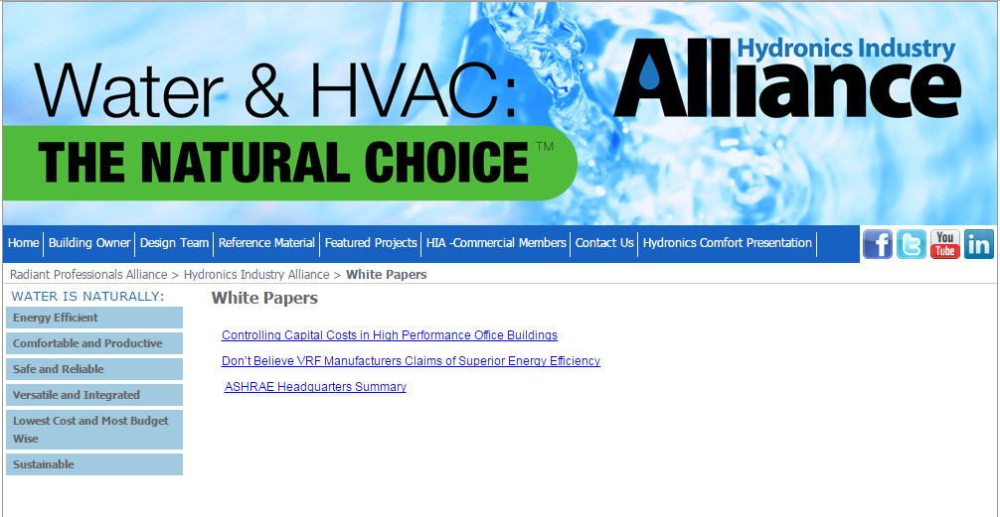 Water & HVAC:
THE NATURAL CHOICE™
Hydronics Industry
Alliance
Home Building Owner Design Team Reference Material Featured Projects HIA -Commercial Members Contact Us Hydronics Comfort Presentation
f t You Tube in
Radiant Professionals Alliance > Hydronics Industry Alliance > White Papers
WATER IS NATURALLY:
Energy Efficient
Comfortable and Productive
Safe and Reliable
Versatile and Integrated
Lowest Cost and Most Budget
Wise
Sustainable
White Papers
Controlling Capital Costs in High Performance Office Buildings
Don't Believe VRF Manufacturers Claims of Superior Energy Efficiency
ASHRAE Headquarters Summary